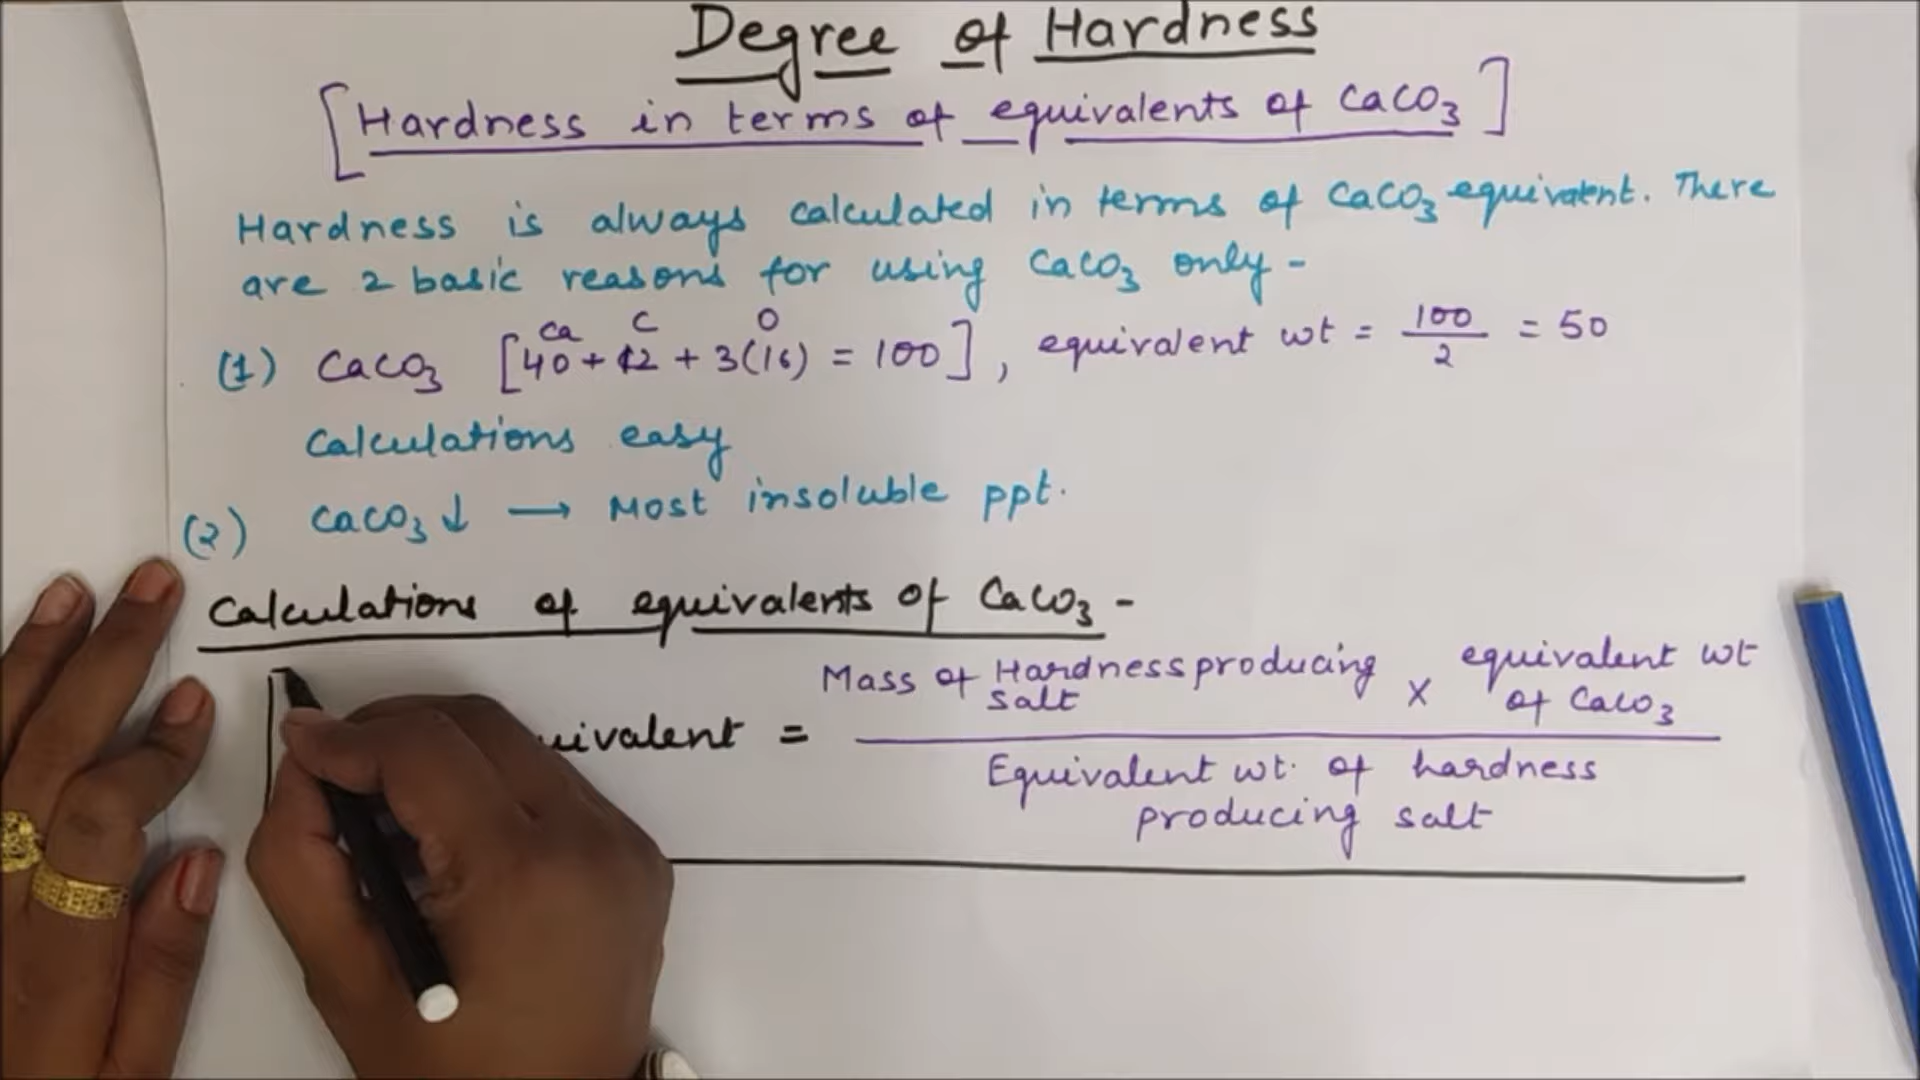 Degree of Hardness
[Hardness in terms of equivalents of CaCO3]
Hardness is always calculated in terms of CaCO3 equivalent. There
are 2 basic reasons for using CaCO3 only -
Ca C O
(1) CaCO3 [40+12+3(16) = 100], equivalent wt = 100/2 = 50
Calculations easy
(2) CaCO3↓ → Most insoluble ppt.
Calculations of equivalents of CaCO3 -
Mass of Hardness producing salt × equivalent wt of CaCO3
=
Equivalent wt. of hardness
producing salt